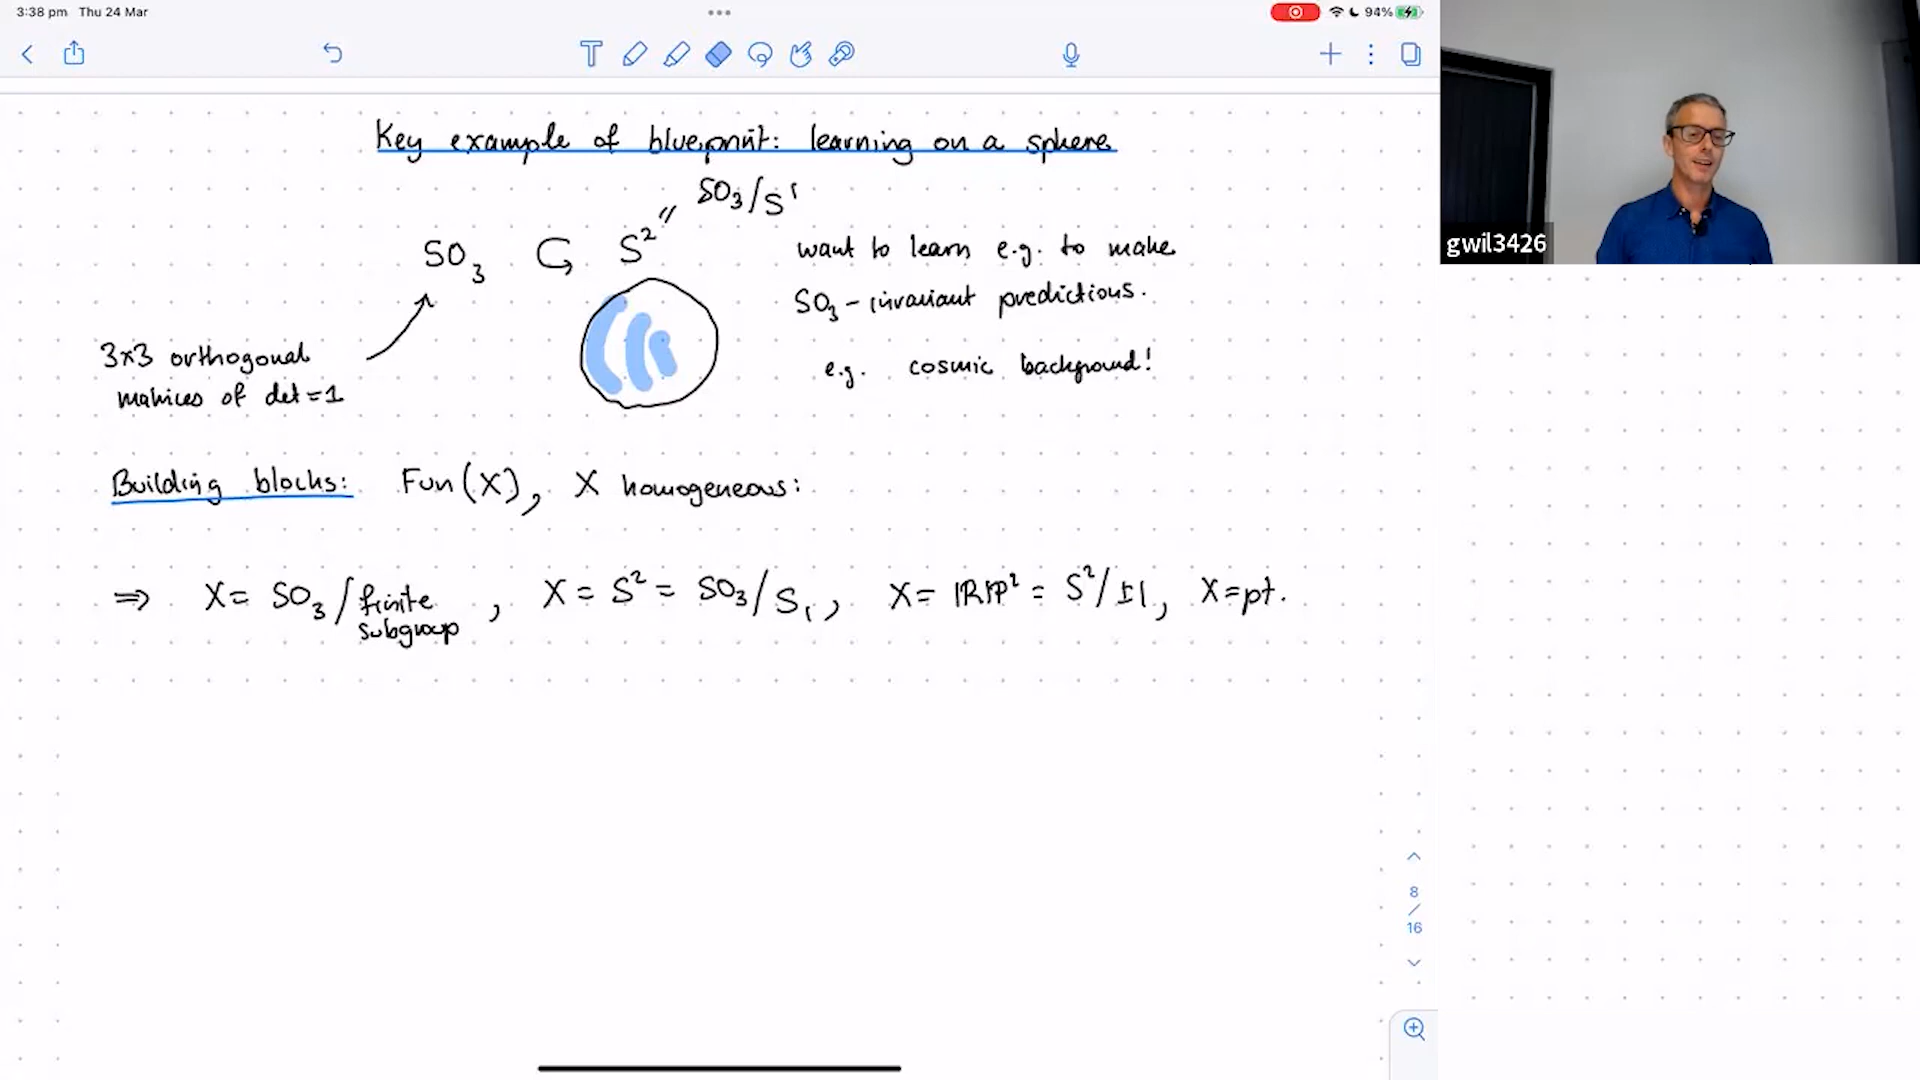 3:38 pm Thu 24 Mar
94%
Key example of blueprint: learning on a sphere
SO₃/S¹
SO₃ S² "
want to learn e.g. to make
SO₃-invariant predictions.
3×3 orthogonal
matrices of det=1
e.g. cosmic background!
Building blocks: Fun(X), X homogeneous:
⇒ X = SO₃/finite subgroup, X = S² = SO₃/S₁, X = RP² = S²/±1, X=pt.
gwil3426
8
/
16